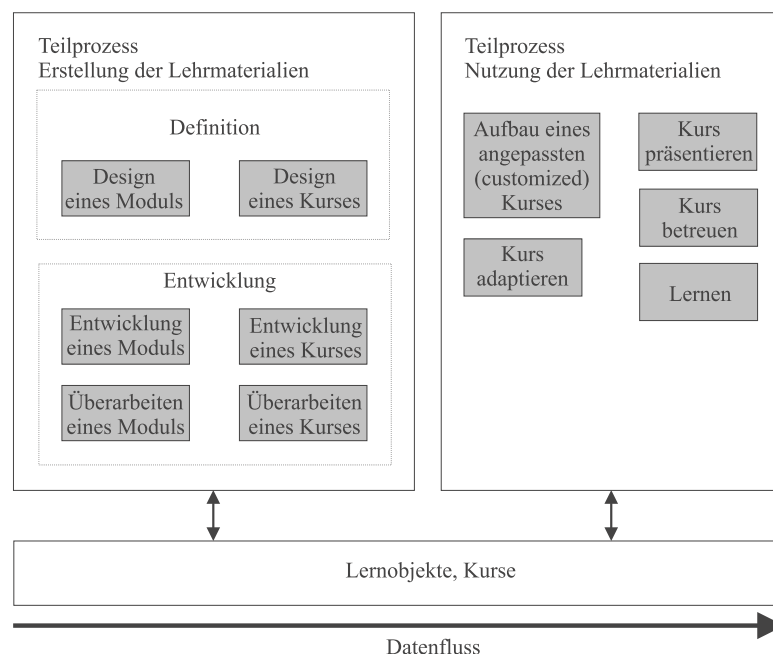 Teilprozess
Erstellung der Lehrmaterialien
Definition
Design
eines Moduls
Design
eines Kurses
Entwicklung
Entwicklung
eines Moduls
Entwicklung
eines Kurses
Überarbeiten
eines Moduls
Überarbeiten
eines Kurses
Teilprozess
Nutzung der Lehrmaterialien
Aufbau eines
angepassten
(customized)
Kurses
Kurs
präsentieren
Kurs
adaptieren
Kurs
betreuen
Lernen
Lernobjekte, Kurse
Datenfluss